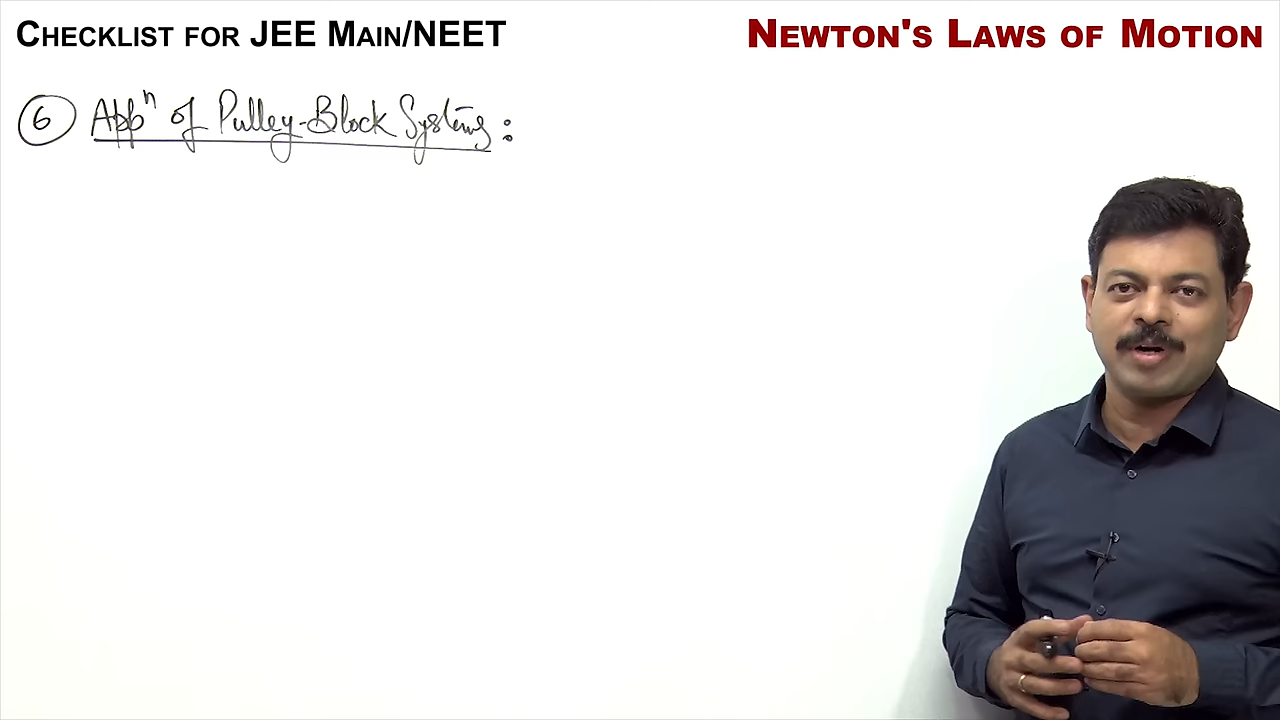 Checklist for JEE Main/NEET
Newton's Laws of Motion
6 Appⁿ of Pulley-Block Systems :